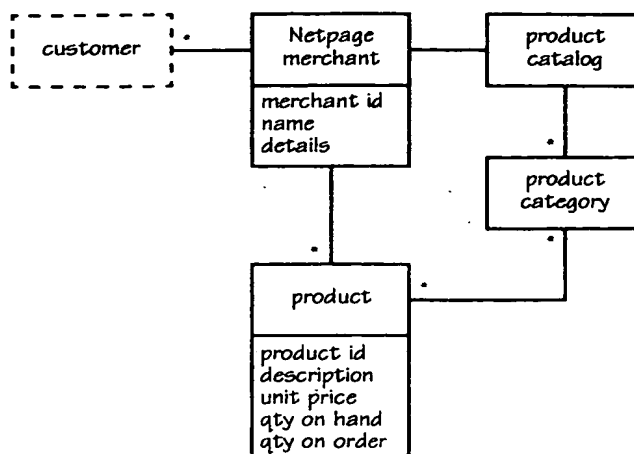 customer
*
Netpage
merchant
merchant id
name
details
product
catalog
*
product
category
*
*
product
*
product id
description
unit price
qty on hand
qty on order